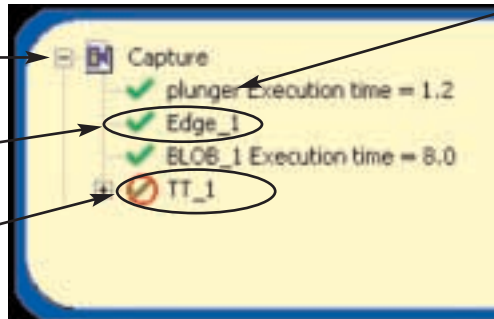 Capture
plunger Execution time = 1.2
Edge_1
BLOB_1 Execution time = 8.0
TT_1